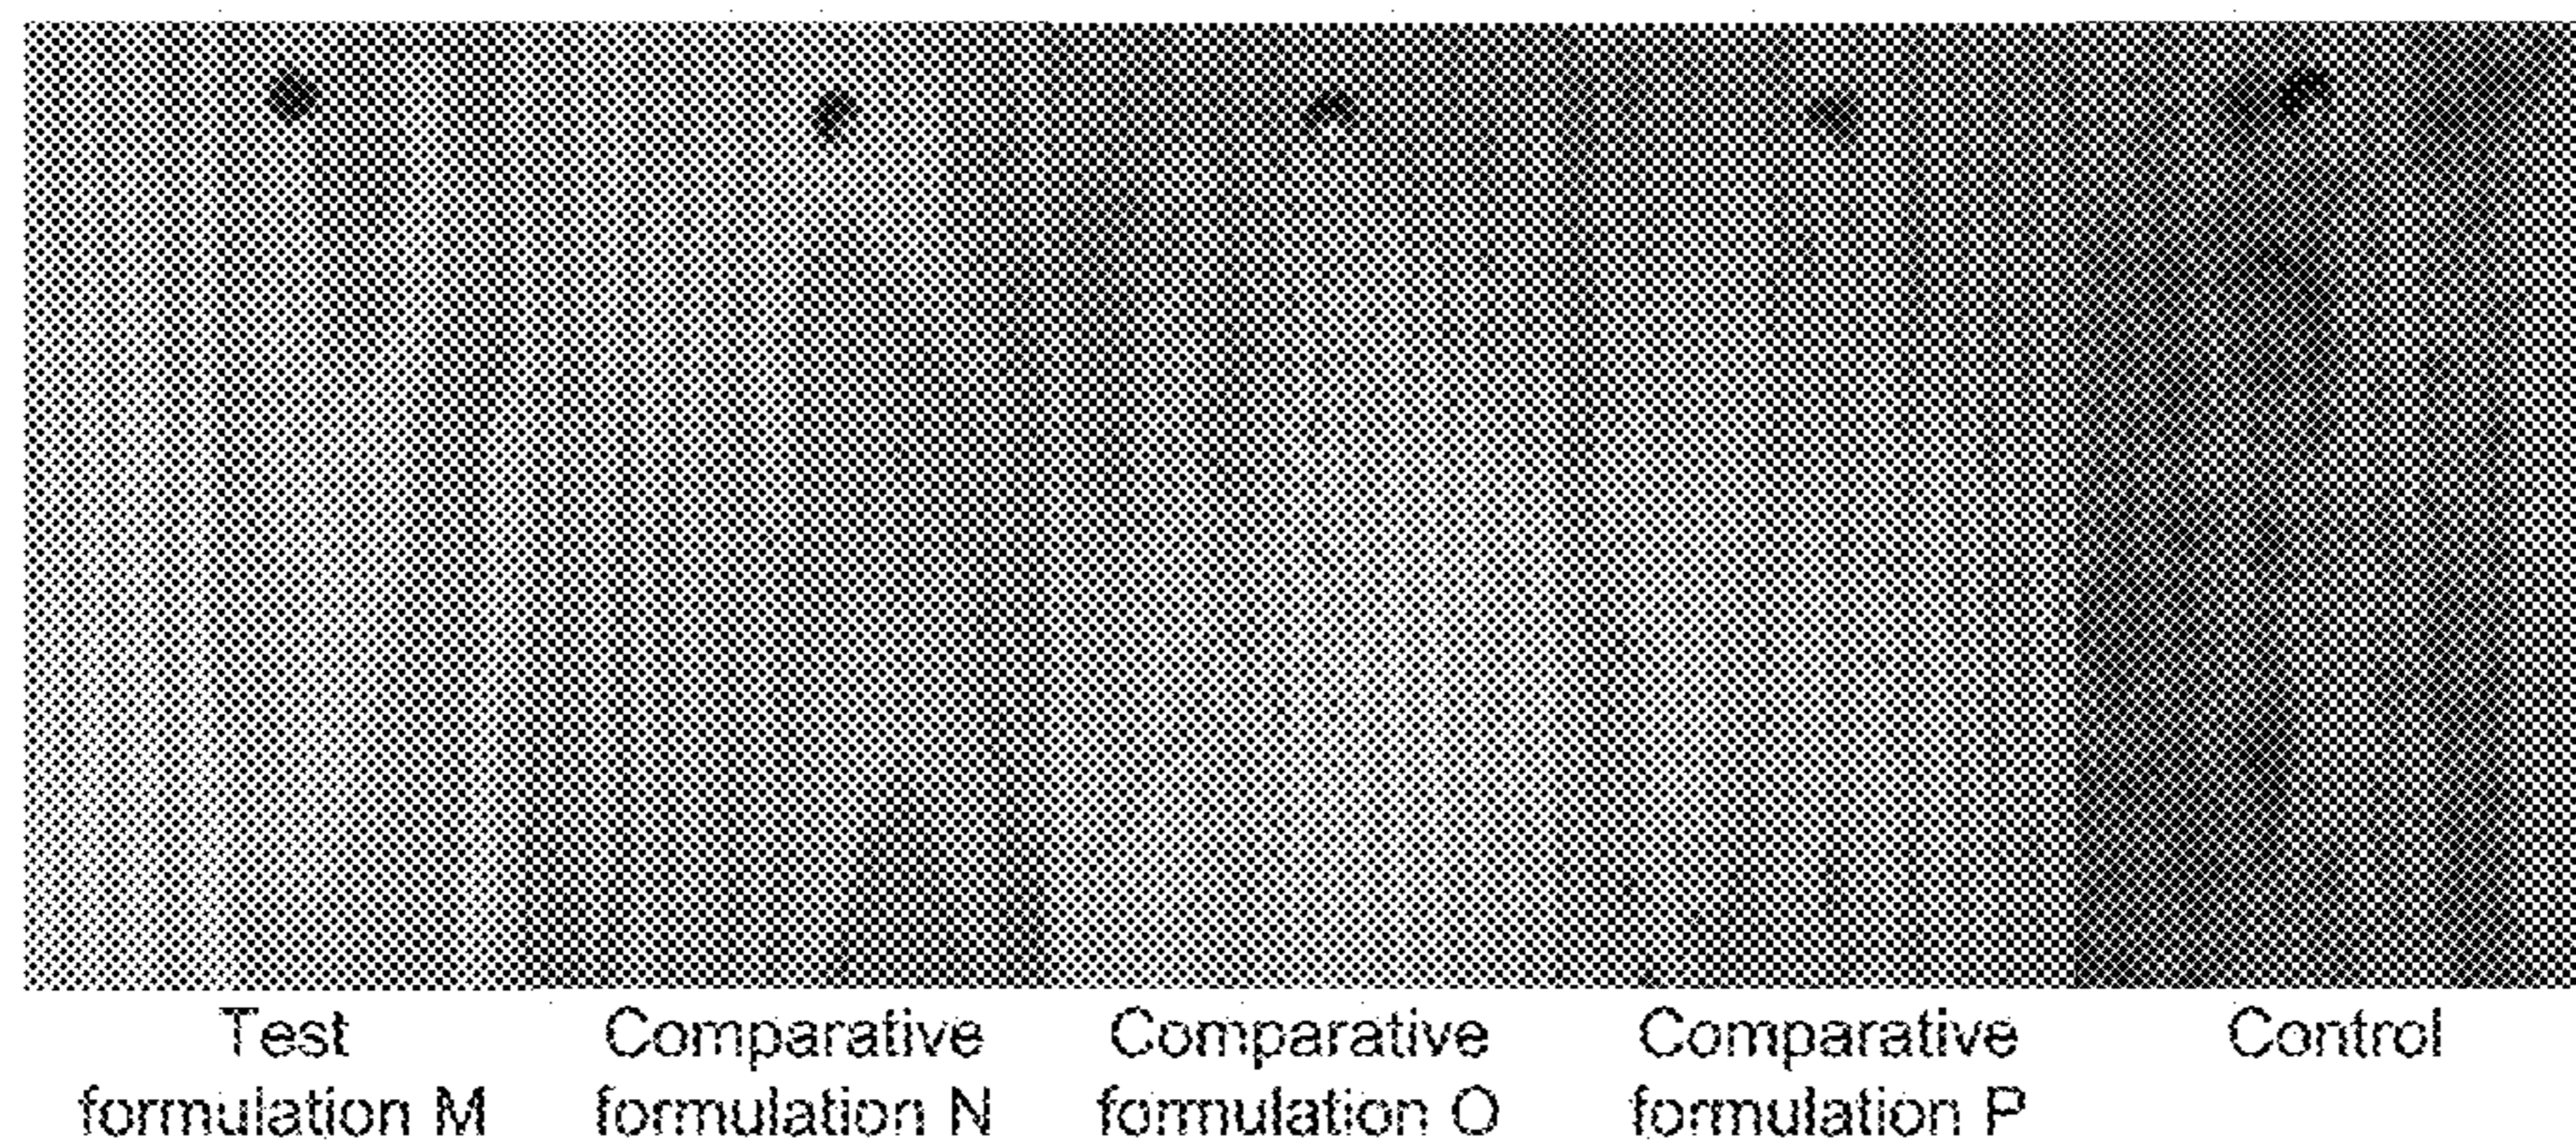 Test
formulation M
Comparative
formulation N
Comparative
formulation O
Comparative
formulation P
Control